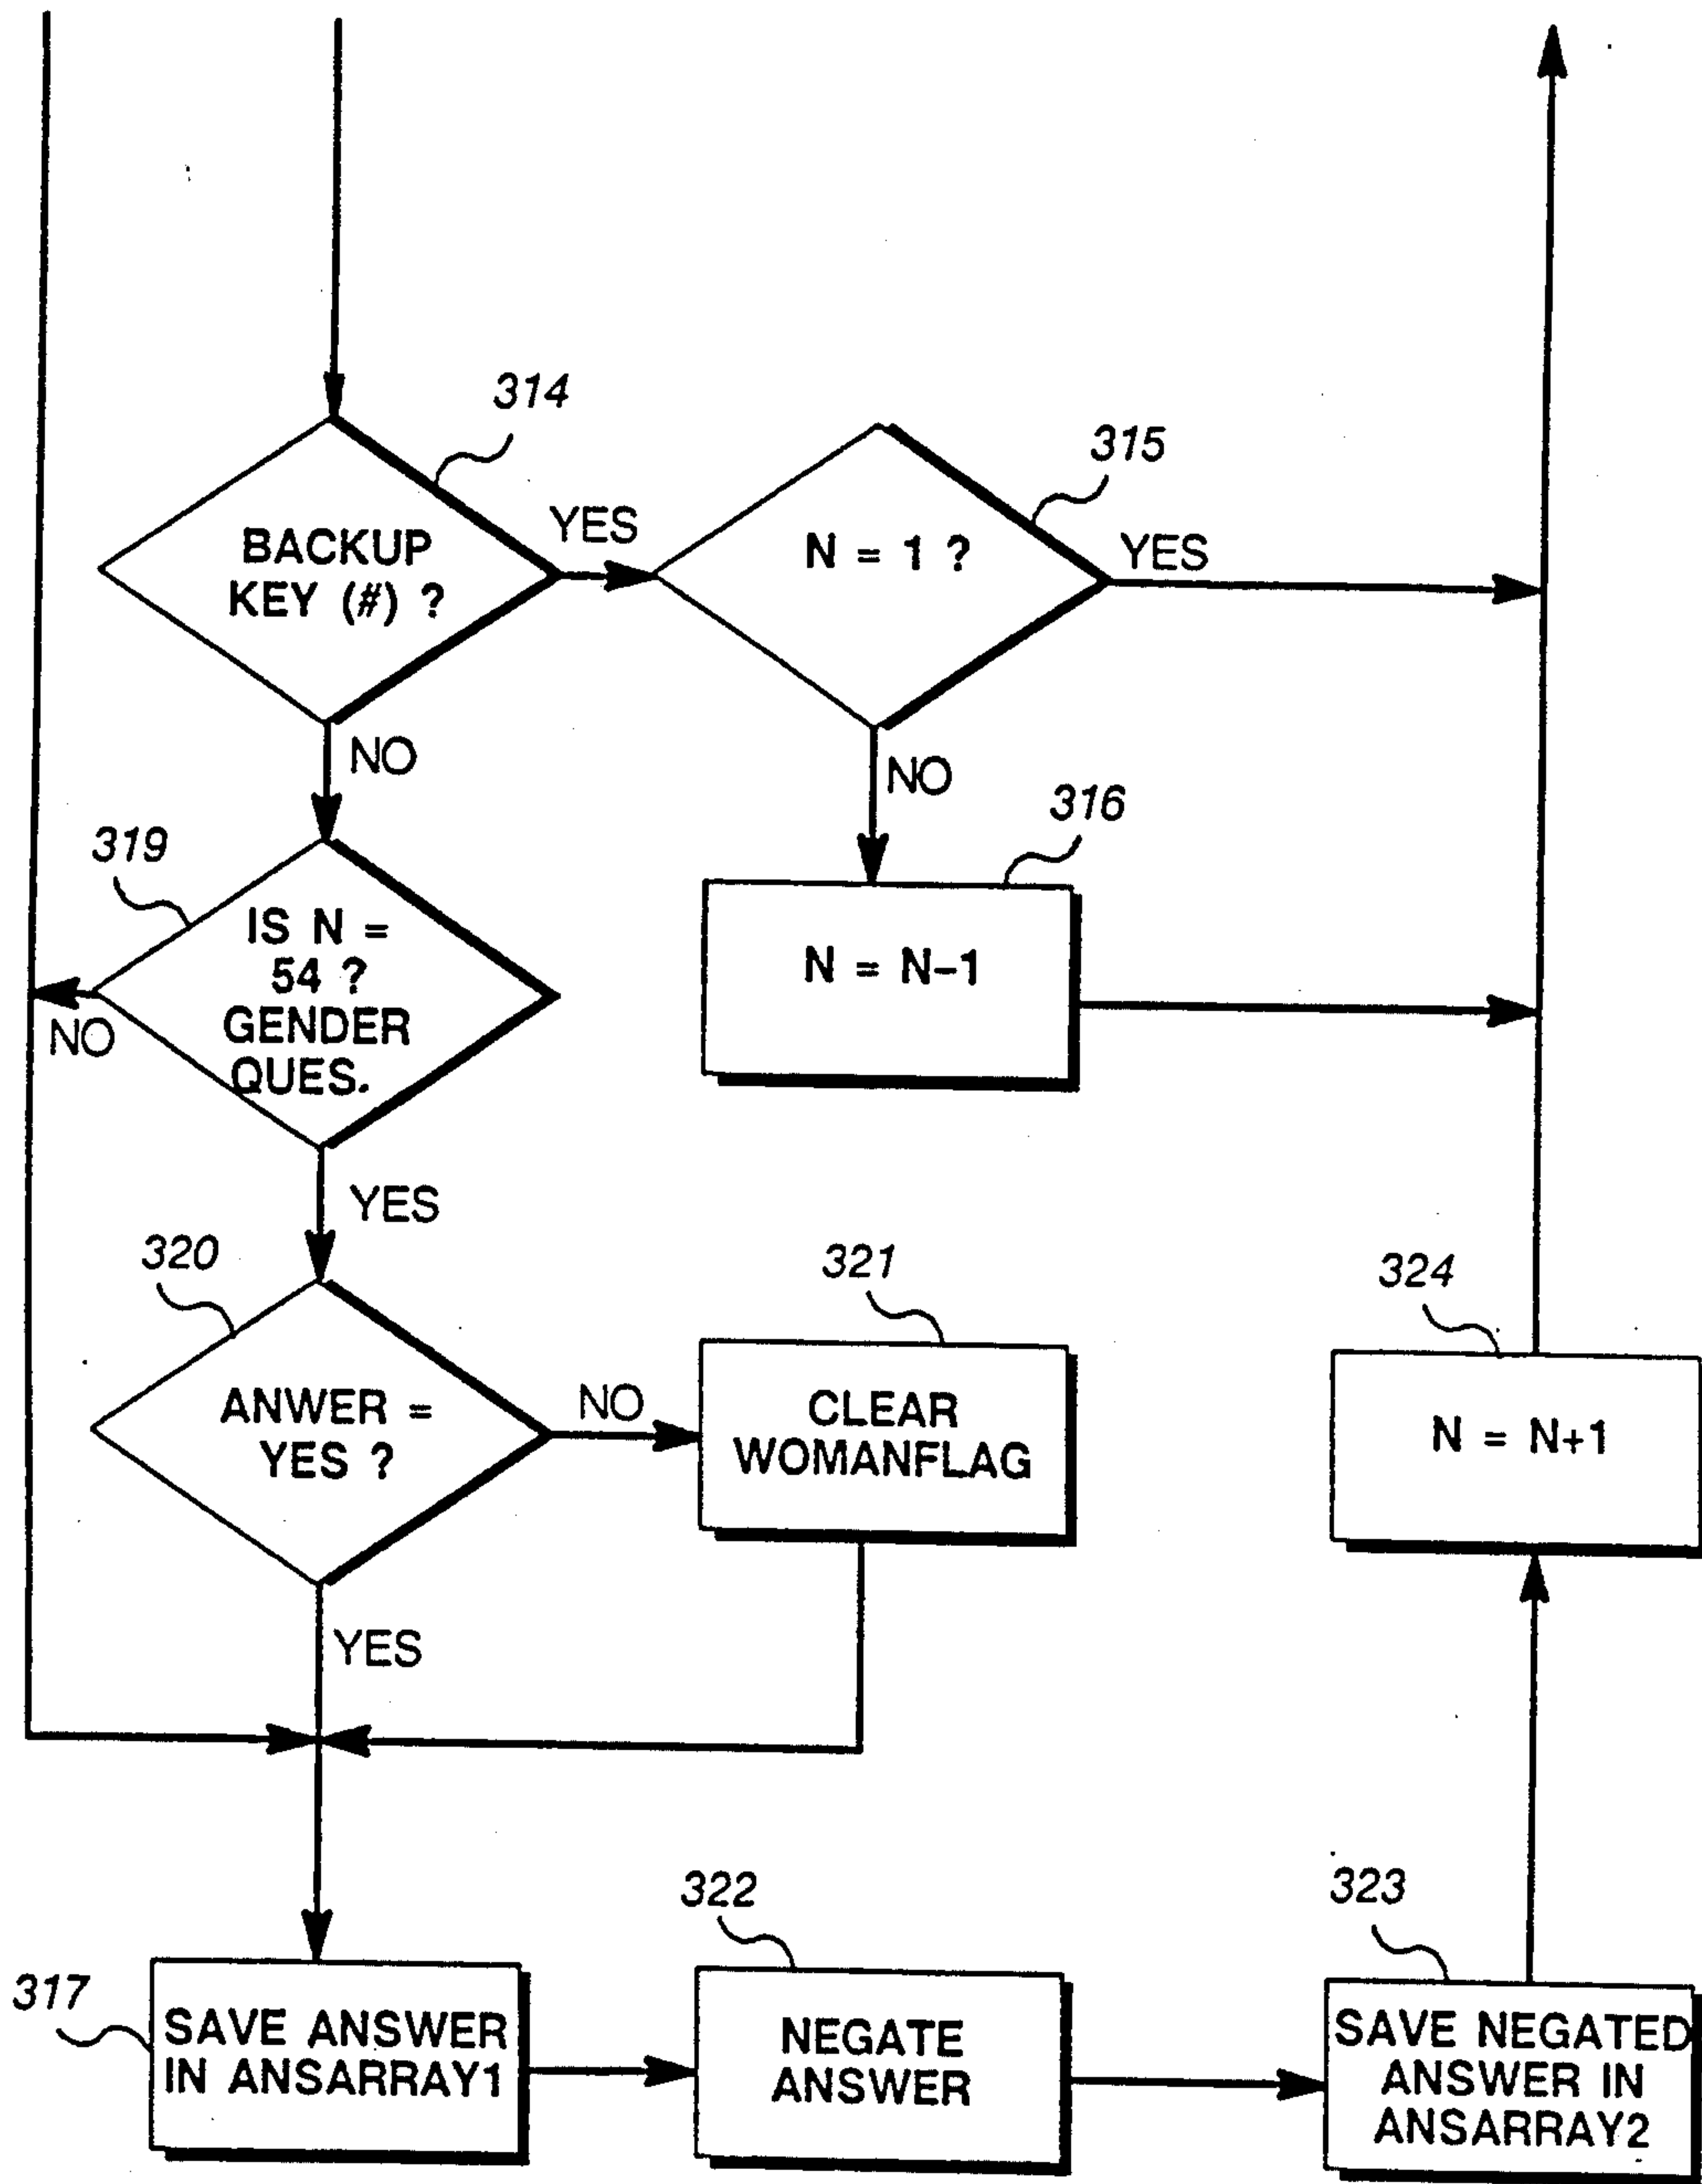 314
BACKUP
KEY (#) ?
YES
315
N = 1 ?
YES
NO
NO
316
N = N–1
319
IS N =
54 ?
GENDER
QUES.
NO
YES
320
ANWER =
YES ?
NO
321
CLEAR
WOMANFLAG
324
N = N+1
YES
317
SAVE ANSWER
IN ANSARRAY1
322
NEGATE
ANSWER
323
SAVE NEGATED
ANSWER IN
ANSARRAY2